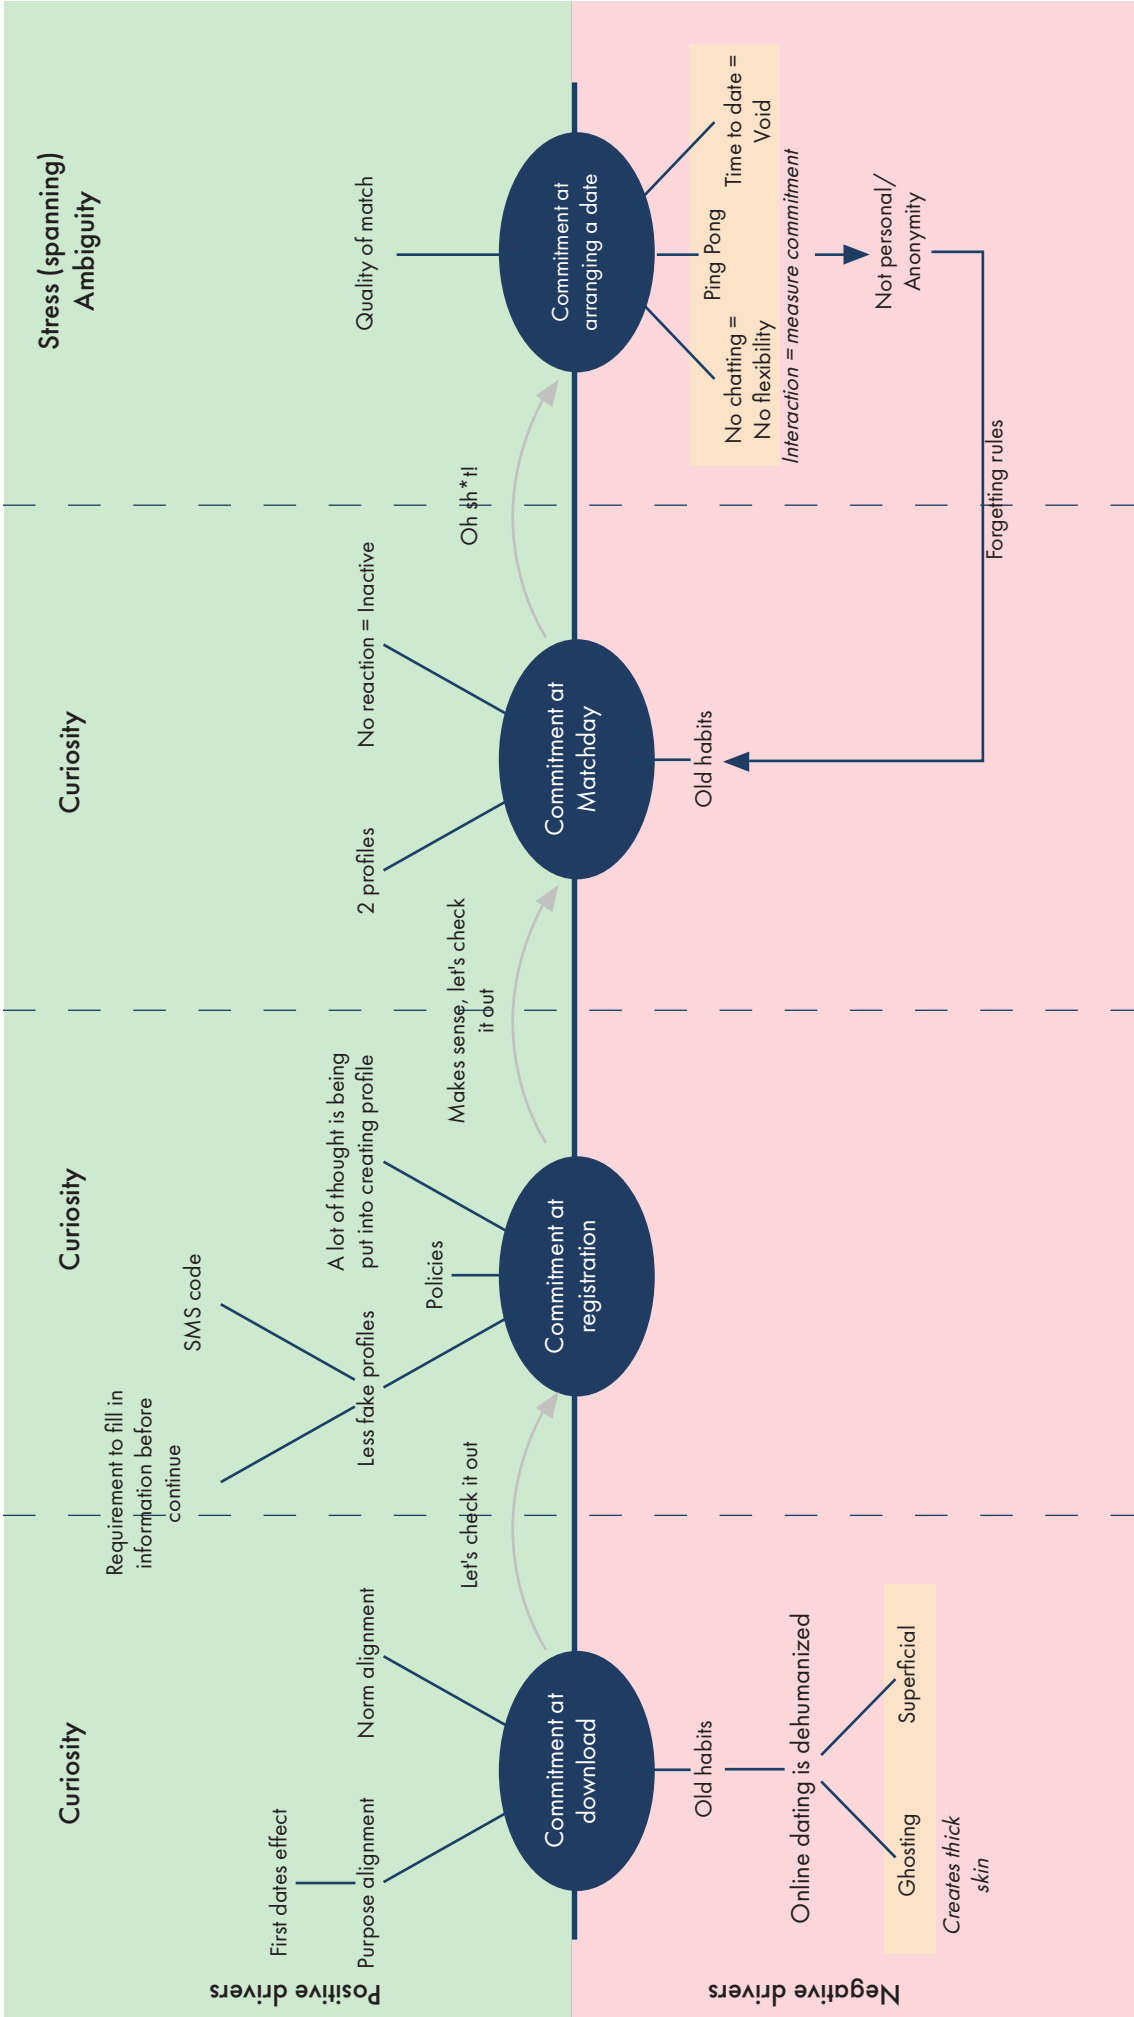 Positive drivers
Negative drivers
Curiosity
First dates effect
Purpose alignment
Norm alignment
Commitment at
download
Old habits
Online dating is dehumanized
Ghosting
Superficial
Creates thick
skin
Let's check it out
Curiosity
Requirement to fill in
information before
continue
SMS code
Less fake profiles
Policies
A lot of thought is being
put into creating profile
Commitment at
registration
Makes sense, let's check
it out
Curiosity
2 profiles
No reaction = Inactive
Commitment at
Matchday
Old habits
Oh sh*t!
Stress (spanning)
Ambiguity
Quality of match
Commitment at
arranging a date
No chatting =
No flexibility
Ping Pong
Time to date =
Void
Interaction = measure commitment
Not personal/
Anonymity
Forgetting rules